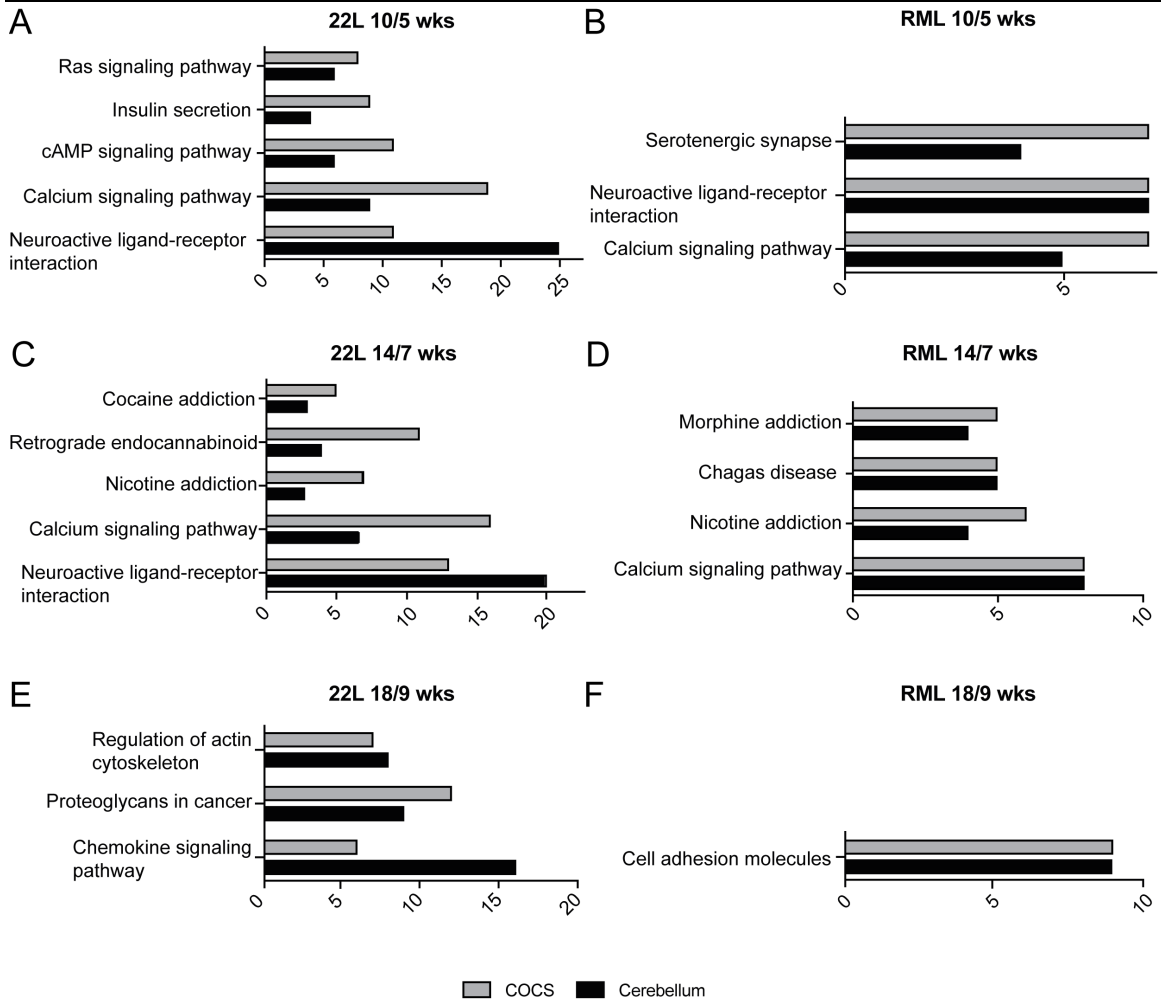 A
22L 10/5 wks
Ras signaling pathway
Insulin secretion
cAMP signaling pathway
Calcium signaling pathway
Neuroactive ligand-receptor
interaction
0 5 10 15 20 25
B
RML 10/5 wks
Serotenergic synapse
Neuroactive ligand-receptor
interaction
Calcium signaling pathway
0 5
C
22L 14/7 wks
Cocaine addiction
Retrograde endocannabinoid
Nicotine addiction
Calcium signaling pathway
Neuroactive ligand-receptor
interaction
0 5 10 15 20
D
RML 14/7 wks
Morphine addiction
Chagas disease
Nicotine addiction
Calcium signaling pathway
0 5 10
E
22L 18/9 wks
Regulation of actin
cytoskeleton
Proteoglycans in cancer
Chemokine signaling
pathway
0 5 10 15 20
F
RML 18/9 wks
Cell adhesion molecules
0 5 10
COCS Cerebellum